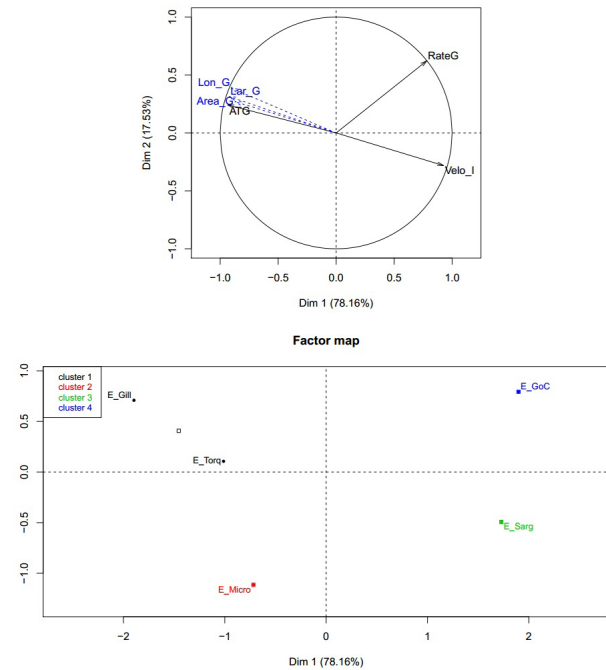 1.0
0.5
0.0
−0.5
−1.0
Dim 2 (17.53%)
RateG
Lon_G
Lar_G
Area_G
ATG
Velo_I
−1.0 −0.5 0.0 0.5 1.0
Dim 1 (78.16%)
Factor map
1.0
0.5
0.0
−0.5
−1.0
cluster 1
cluster 2
cluster 3
cluster 4
E_Gill
E_GoC
E_Torq
E_Sarg
E_Micro
−2 −1 0 1 2
Dim 1 (78.16%)